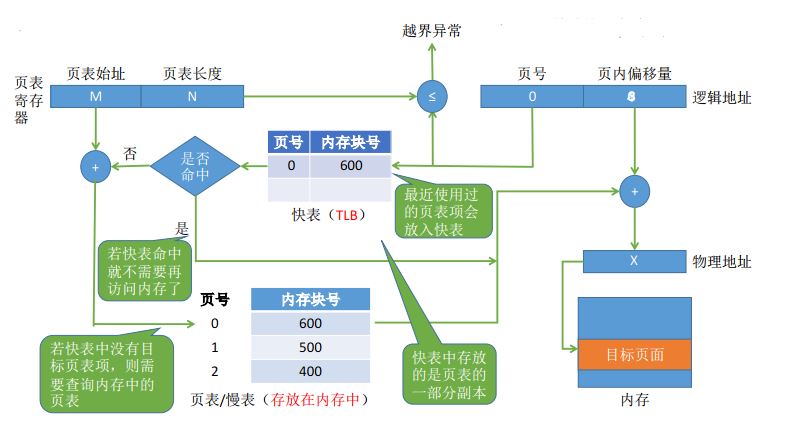 越界异常
页表始址
页表长度
页号
页内偏移量
页表
寄存
器
M
N
≤
0
逻辑地址
页号
内存块号
0
600
快表（TLB）
最近使用过
的页表项会
放入快表
+
否
是否
命中
是
+
若快表命中
就不需要再
访问内存了
X
物理地址
页号
内存块号
0
600
1
500
2
400
页表/慢表（存放在内存中）
若快表中没有目
标页表项，则需
要查询内存中的
页表
快表中存放
的是页表的
一部分副本
目标页面
内存